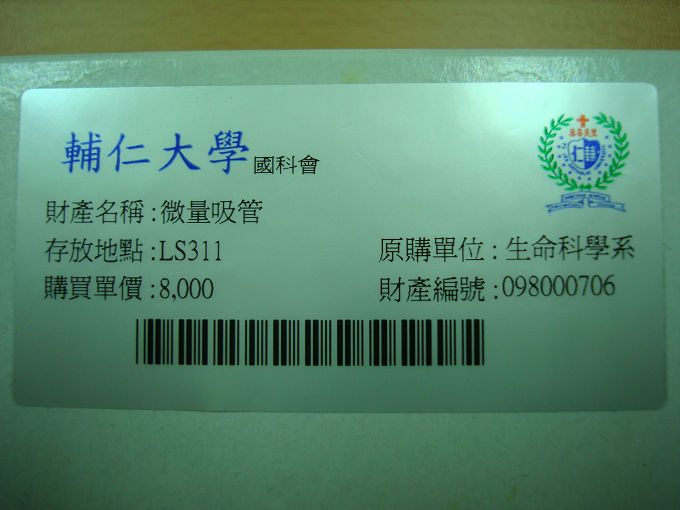 輔仁大學 國科會
財產名稱:微量吸管
存放地點:LS311 原購單位:生命科學系
購買單價:8,000 財產編號:098000706